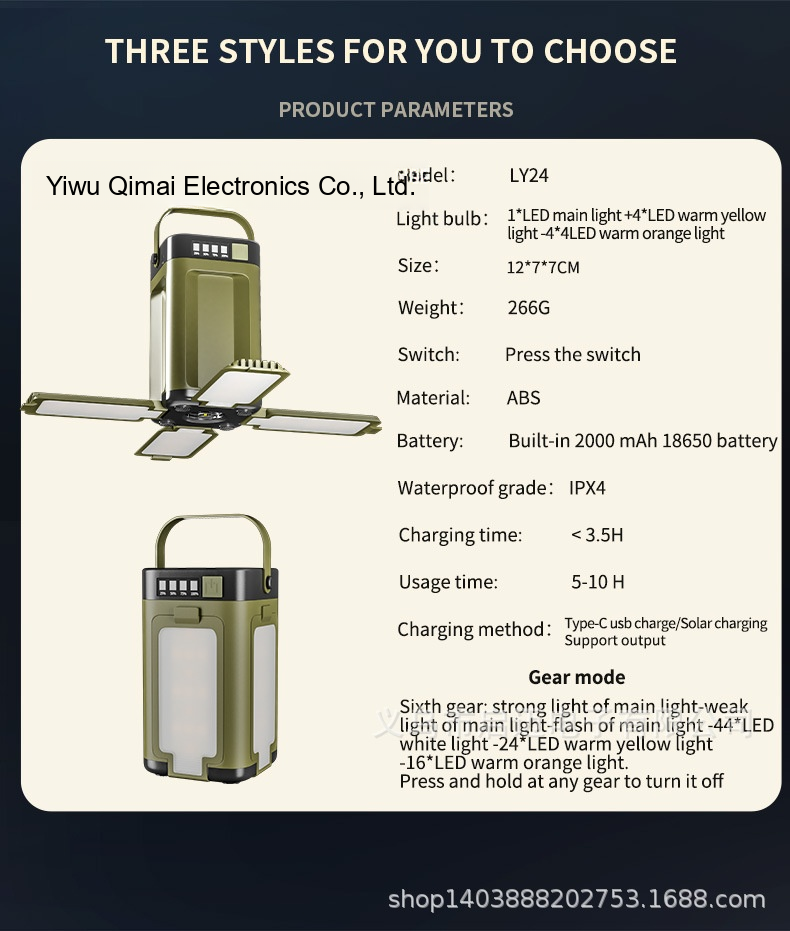 THREE STYLES FOR YOU TO CHOOSE
PRODUCT PARAMETERS
Yiwu Qimai Electronics Co., Ltd.
Model: LY24
Light bulb: 1*LED main light +4*LED warm yellow
light -4*4LED warm orange light
Size: 12*7*7CM
Weight: 266G
Switch: Press the switch
Material: ABS
Battery: Built-in 2000 mAh 18650 battery
Waterproof grade: IPX4
Charging time: < 3.5H
Usage time: 5-10 H
Charging method: Type-C usb charge/Solar charging
Support output
Gear mode
Sixth gear: strong light of main light-weak
light of main light-flash of main light -44*LED
white light -24*LED warm yellow light
-16*LED warm orange light.
Press and hold at any gear to turn it off
25% 50% 75% 100%
shop1403888202753.1688.com